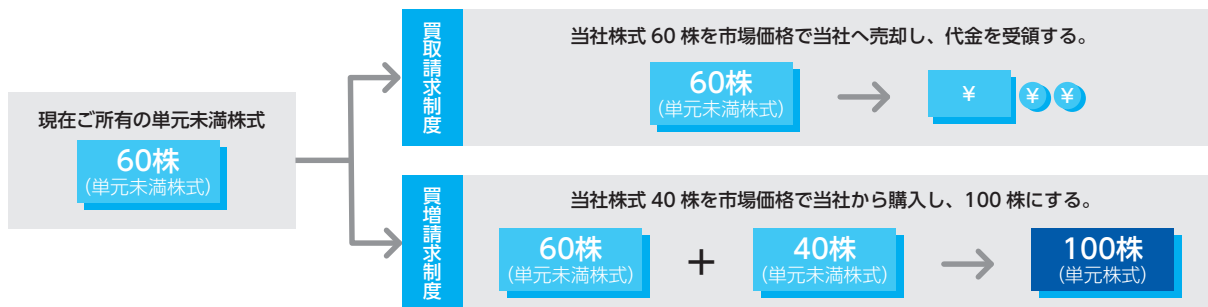 現在ご所有の単元未満株式
60株
(単元未満株式)
買取請求制度
当社株式 60 株を市場価格で当社へ売却し、代金を受領する。
60株
(単元未満株式)
¥
¥
¥
買増請求制度
当社株式 40 株を市場価格で当社から購入し、100 株にする。
60株
(単元未満株式)
+
40株
(単元未満株式)
100株
(単元株式)